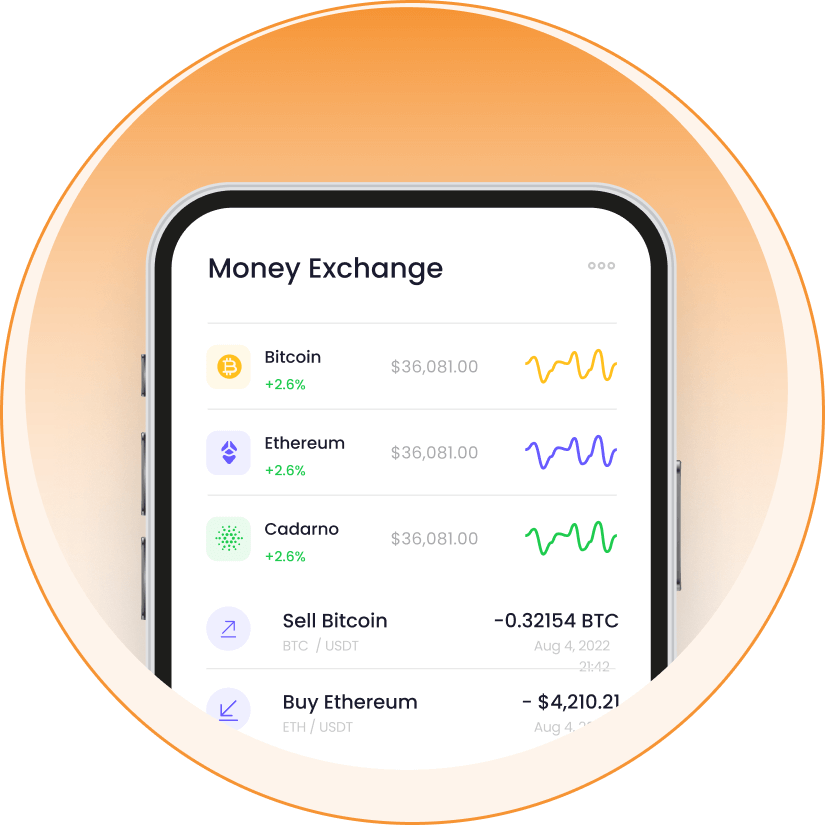 Money Exchange
Bitcoin
$36,081.00
+2.6%
Ethereum
$36,081.00
+2.6%
Cadarno
$36,081.00
+2.6%
Sell Bitcoin
-0.32154 BTC
BTC / USDT
Aug 4, 2022
21:42
Buy Ethereum
- $4,210.21
ETH / USDT
Aug 4,